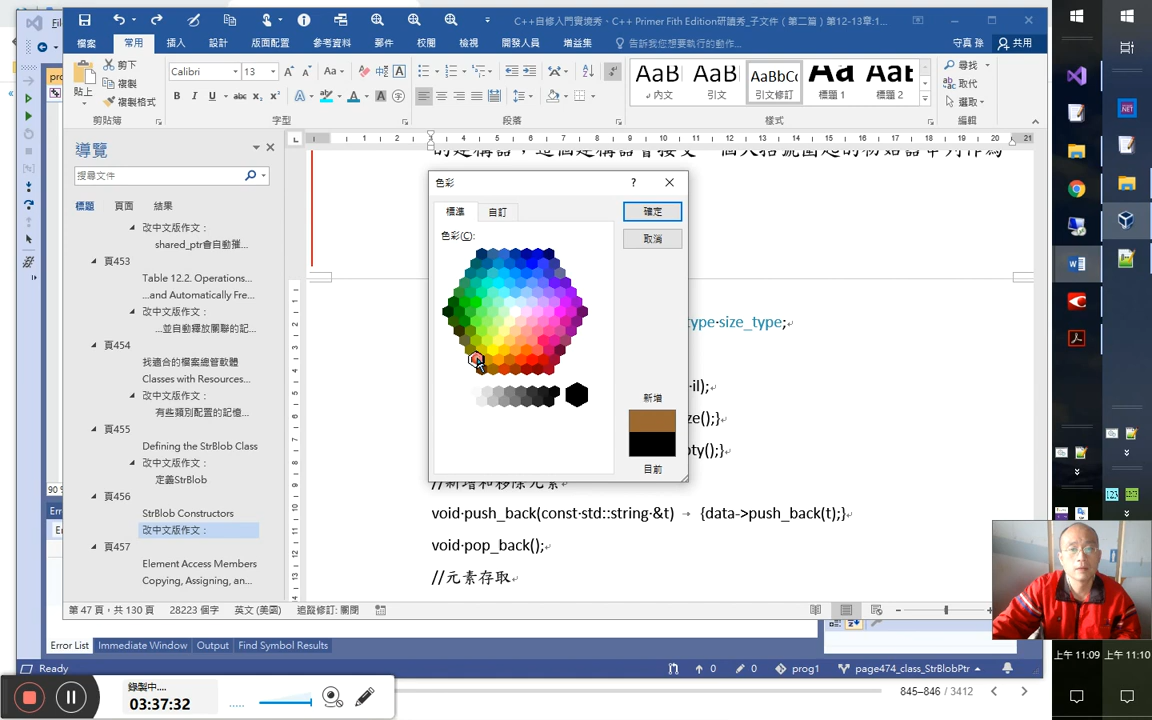 C++自修入門實境秀、C++ Primer Fith Edition研讀秀_子文件（第二篇）第12-13章:1...
檔案 常用 插入 設計 版面配置 參考資料 郵件 校閱 檢視 開發人員 增益集 告訴我您想要執行的動作... 守真 孫 共用
貼上 剪下 複製 複製格式
Calibri 13
AaBbC AaBbC AaBbCc AaBb AaBb
內文 引文 引文修訂 標題 1 標題 2
尋找 取代 選取
剪貼簿 字型 段落 樣式 編輯
導覽
搜尋文件
標題 頁面 結果
改中文版作文：
shared_ptr會自動摧...
頁453
Table 12.2. Operations...
...and Automatically Fre...
改中文版作文：
...並自動釋放關聯的記...
頁454
找適合的檔案總管軟體
Classes with Resources...
改中文版作文：
有些類別配置的記憶...
頁455
Defining the StrBlob Class
改中文版作文：
定義StrBlob
頁456
StrBlob Constructors
改中文版作文：
頁457
Element Access Members
Copying, Assigning, an...
色彩
標準 自訂
確定
取消
色彩(C):
新增
目前
type·size_type;
·il);
ze();}
pty();}
//新增和移除元素
void·push_back(const·std::string·&t) → {data->push_back(t);}
void·pop_back();
//元素存取
第 47 頁，共 130 頁 28223 個字 英文 (美國) 追蹤修訂: 關閉
Error List Immediate Window Output Find Symbol Results
Ready 0 0 prog1 page474_class_StrBlobPtr
錄製中....
03:37:32
845–846 / 3412
上午 11:09 上午 11:10